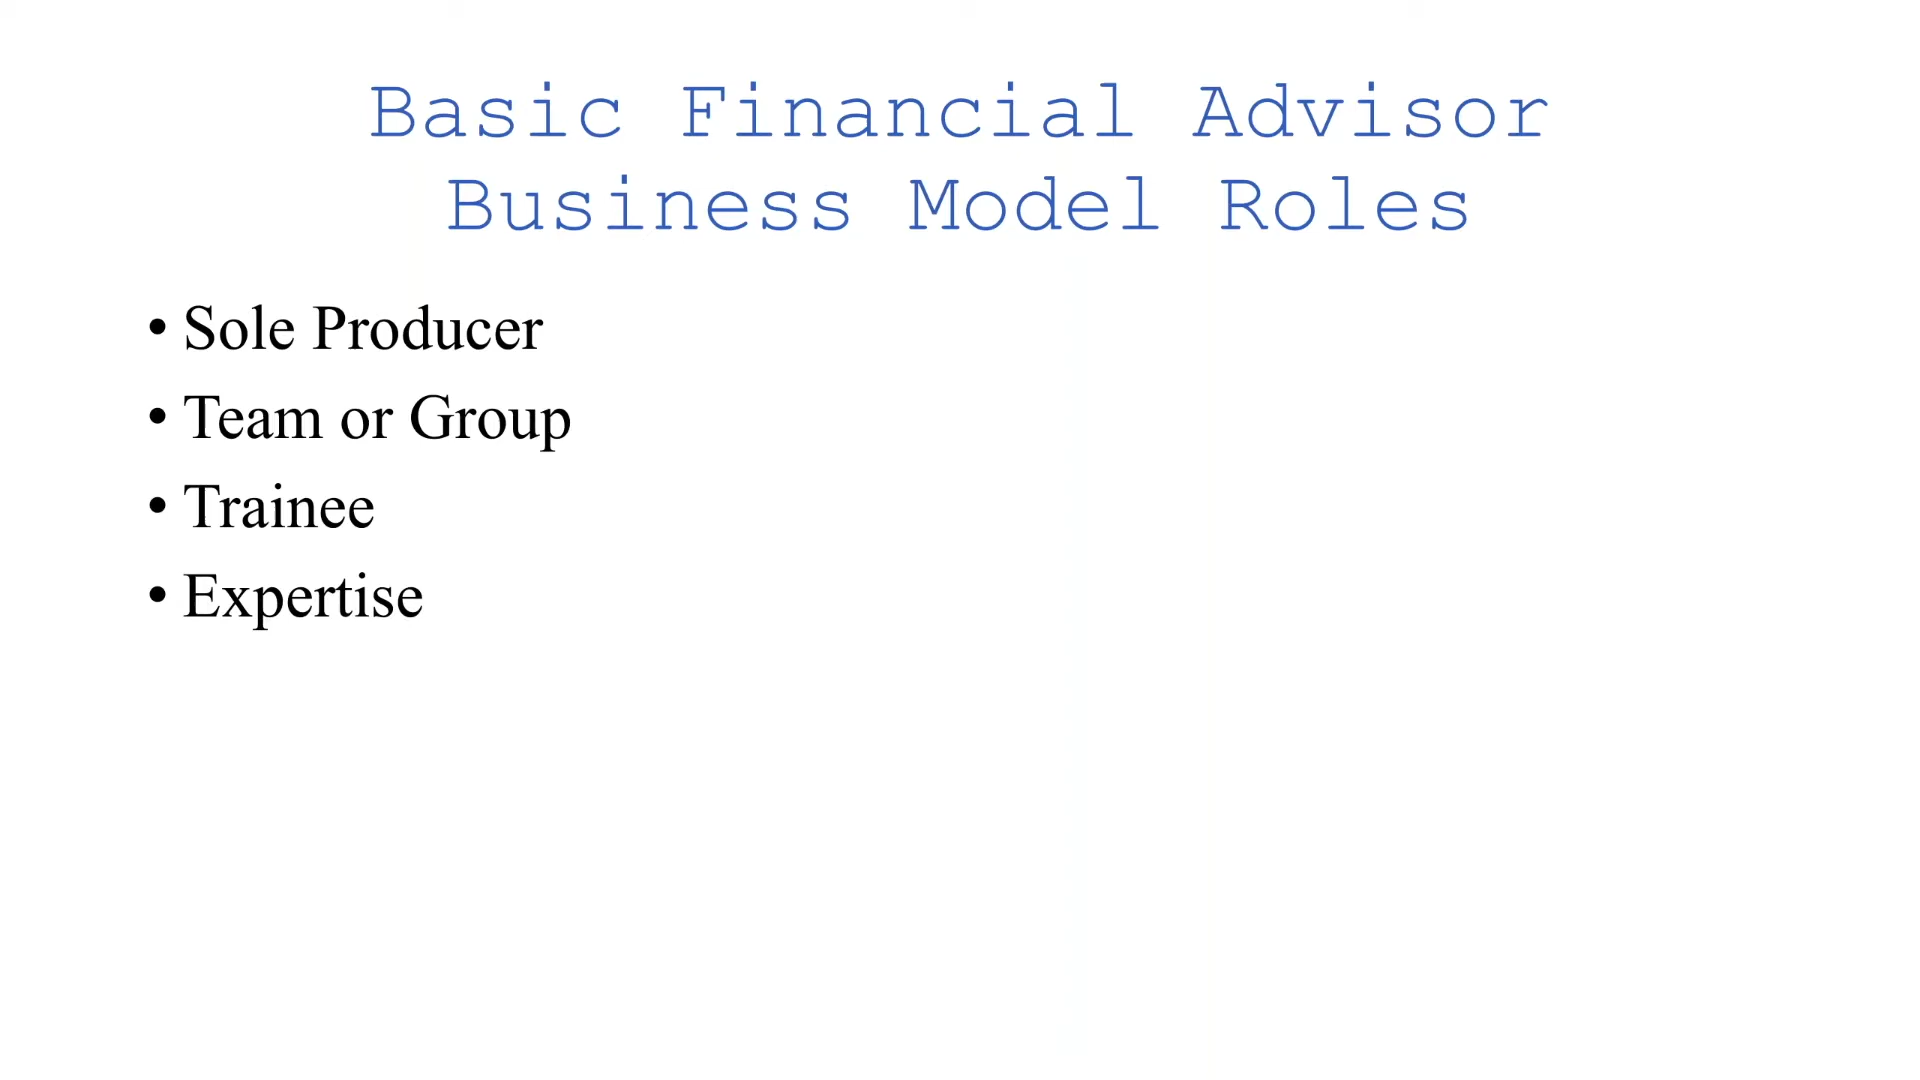 Basic Financial Advisor
Business Model Roles
• Sole Producer
• Team or Group
• Trainee
• Expertise